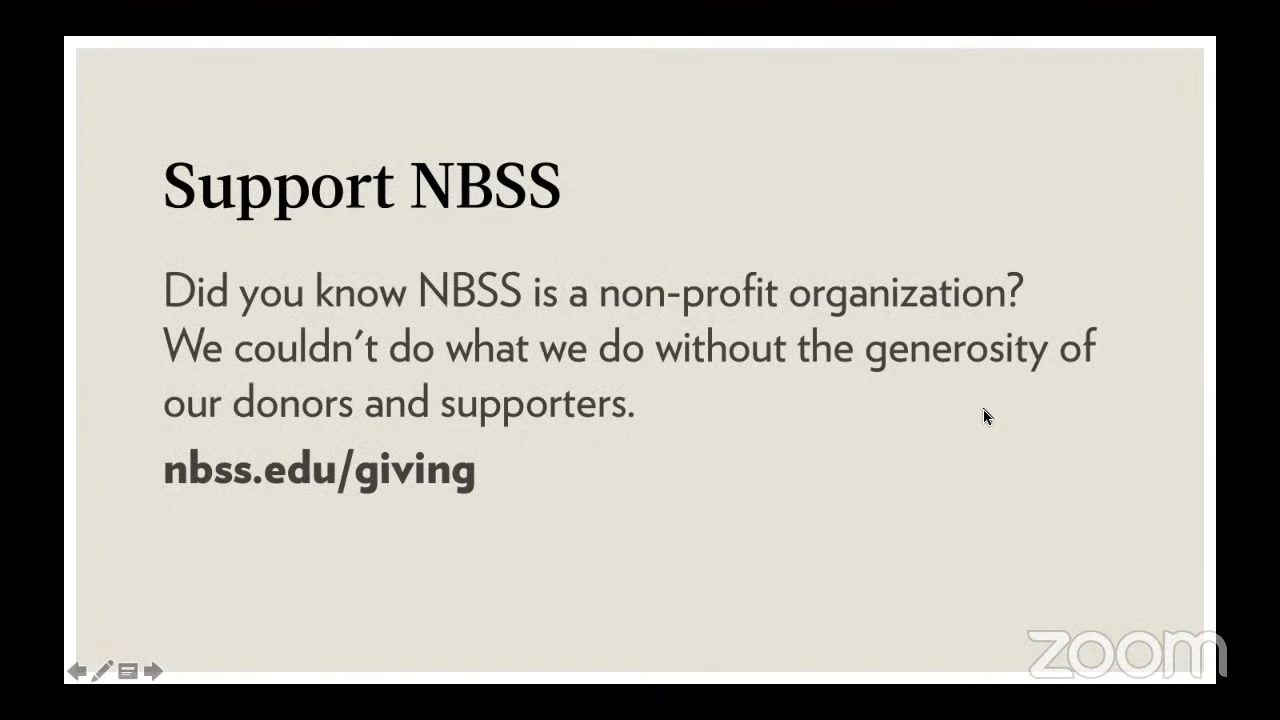 Support NBSS
Did you know NBSS is a non-profit organization?
We couldn't do what we do without the generosity of
our donors and supporters.
nbss.edu/giving
zoom